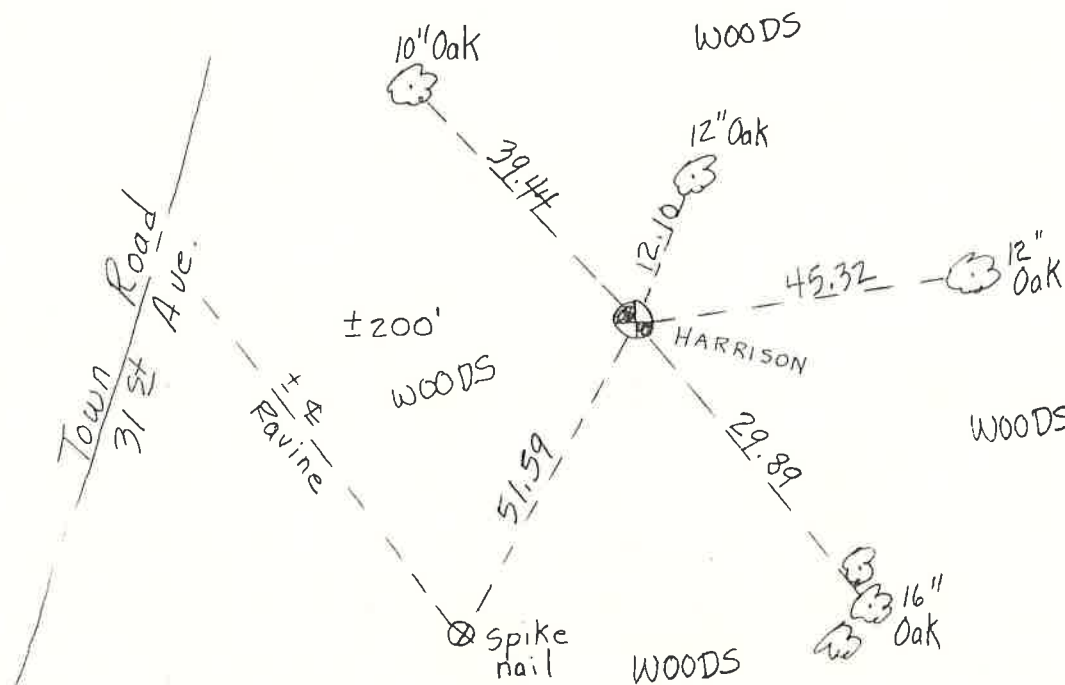 WOODS
10" Oak
12" Oak
39.44
12.10
Town Road
31 st Ave.
45.32
12"
Oak
±200'
HARRISON
WOODS
Ravine
WOODS
51.59
29.89
16"
Oak
Spike
nail
WOODS